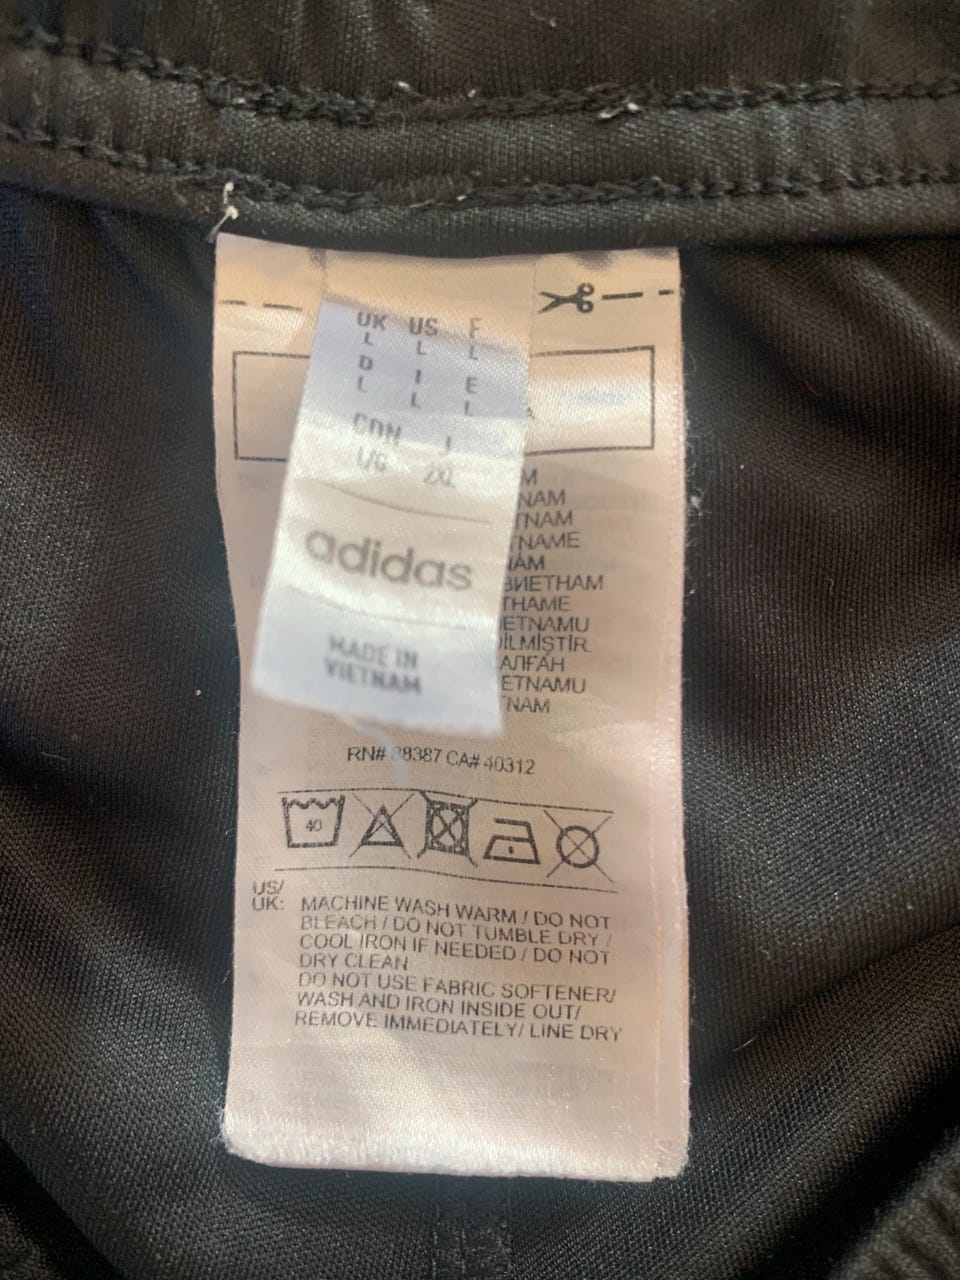 UK US F
L L L
D I E
L L L
CDN J
L/G 2XL
adidas
MADE IN
VIETNAM
A
M
NAM
TNAM
TNAME
NAM
ВИЕТНАМ
THAME
ETNAMU
DİLMİŞTİR.
АЛҒАН
ETNAMU
NAM
RN# 88387 CA# 40312
40
US/
UK: MACHINE WASH WARM / DO NOT
BLEACH / DO NOT TUMBLE DRY /
COOL IRON IF NEEDED / DO NOT
DRY CLEAN
DO NOT USE FABRIC SOFTENER/
WASH AND IRON INSIDE OUT/
REMOVE IMMEDIATELY/ LINE DRY